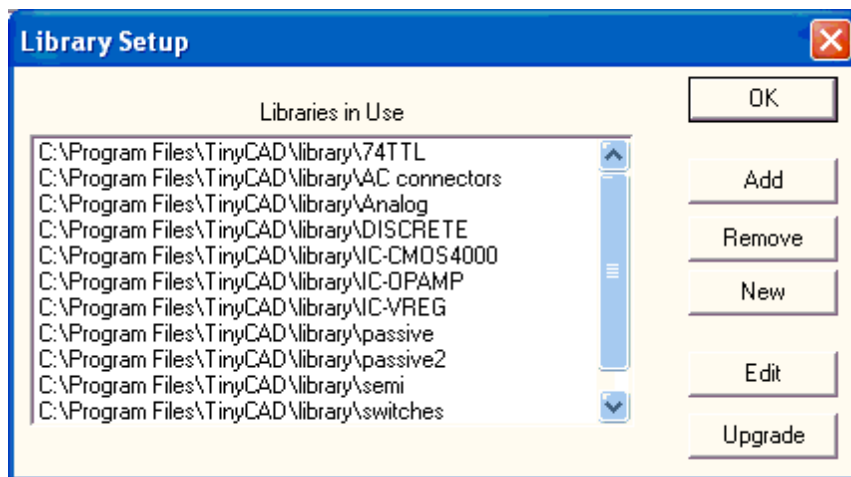 Library Setup
Libraries in Use
C:\Program Files\TinyCAD\library\74TTL
C:\Program Files\TinyCAD\library\AC connectors
C:\Program Files\TinyCAD\library\Analog
C:\Program Files\TinyCAD\library\DISCRETE
C:\Program Files\TinyCAD\library\IC-CMOS4000
C:\Program Files\TinyCAD\library\IC-OPAMP
C:\Program Files\TinyCAD\library\IC-VREG
C:\Program Files\TinyCAD\library\passive
C:\Program Files\TinyCAD\library\passive2
C:\Program Files\TinyCAD\library\semi
C:\Program Files\TinyCAD\library\switches
OK
Add
Remove
New
Edit
Upgrade